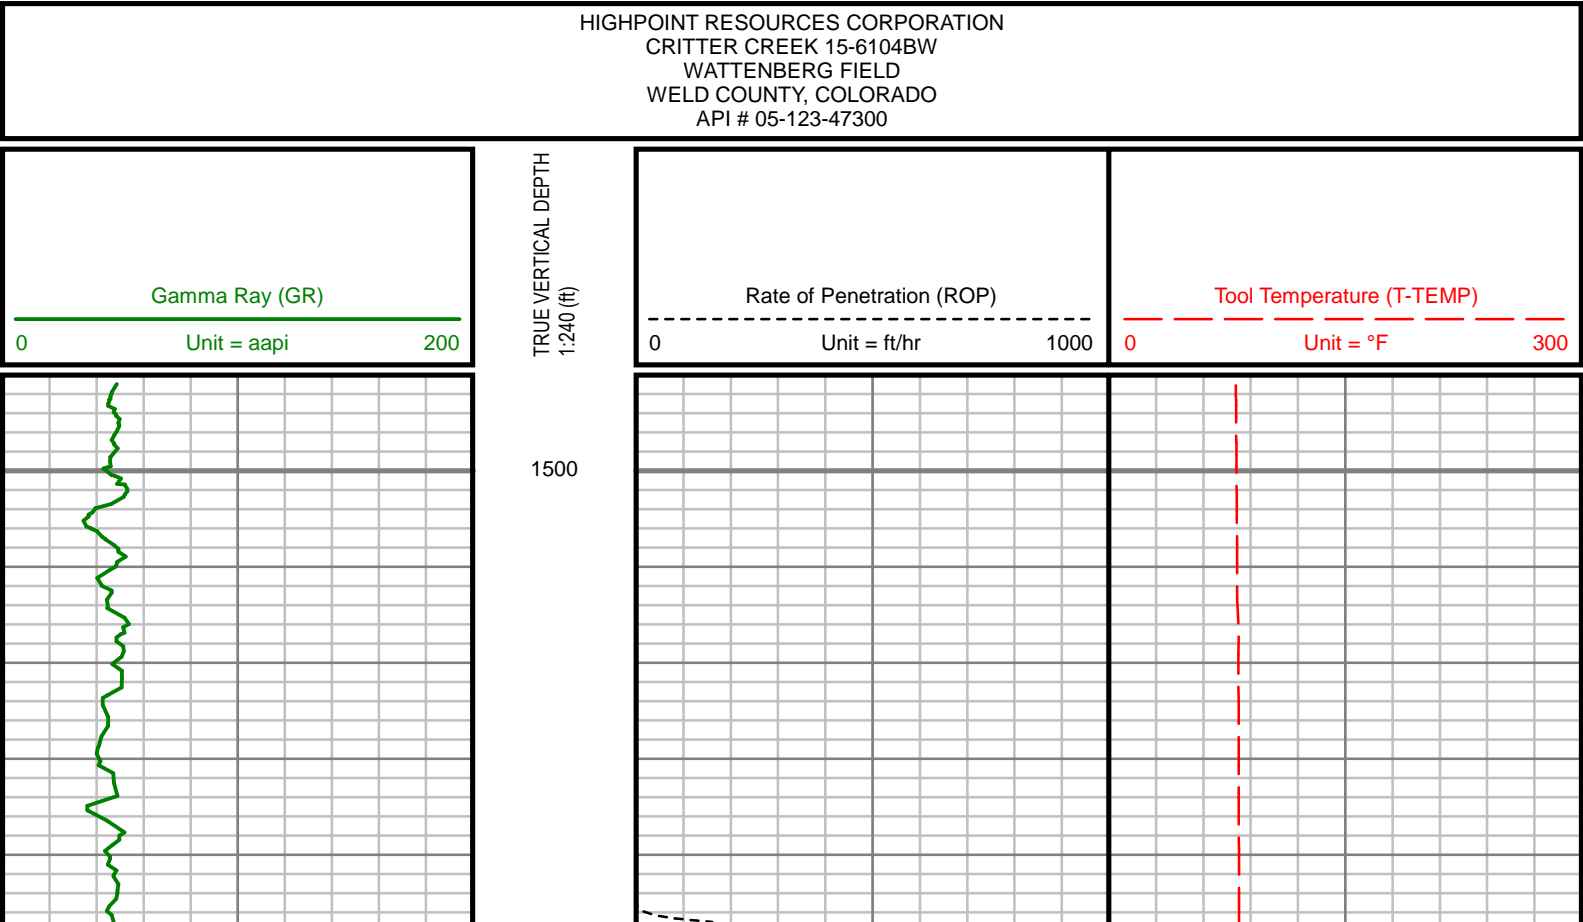 HIGHPOINT RESOURCES CORPORATION
CRITTER CREEK 15-6104BW
WATTENBERG FIELD
WELD COUNTY, COLORADO
API # 05-123-47300
Gamma Ray (GR)
0 Unit = aapi 200
TRUE VERTICAL DEPTH
1:240 (ft)
Rate of Penetration (ROP)
0 Unit = ft/hr 1000
Tool Temperature (T-TEMP)
0 Unit = °F 300
1500